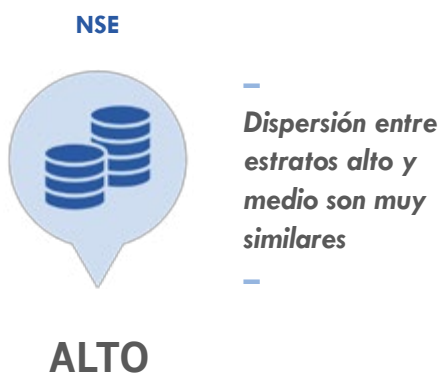 NSE
Dispersión entre
estratos alto y
medio son muy
similares
ALTO